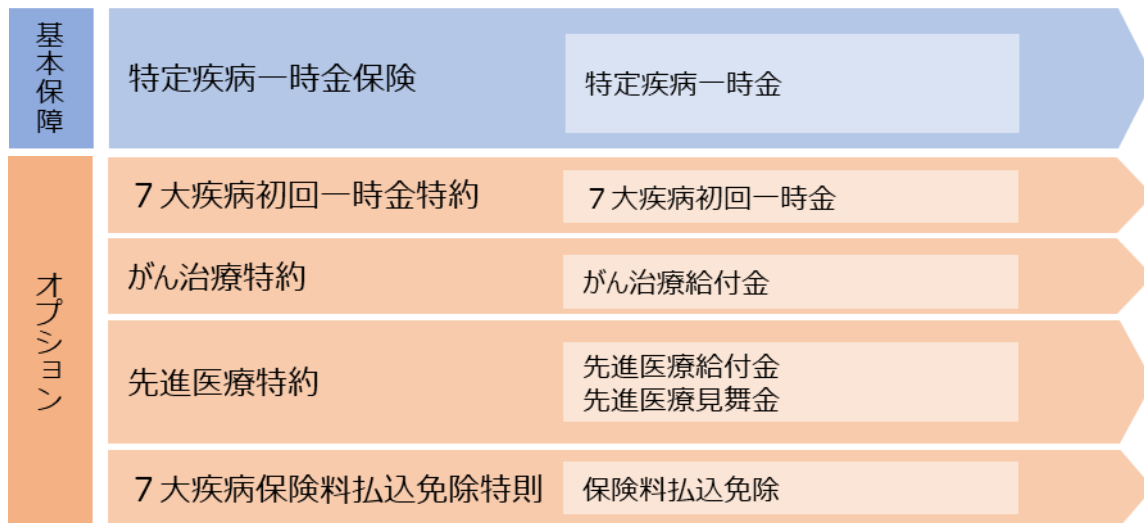 基本保障
特定疾病一時金保険
特定疾病一時金
オプション
７大疾病初回一時金特約
７大疾病初回一時金
がん治療特約
がん治療給付金
先進医療特約
先進医療給付金
先進医療見舞金
７大疾病保険料払込免除特則
保険料払込免除